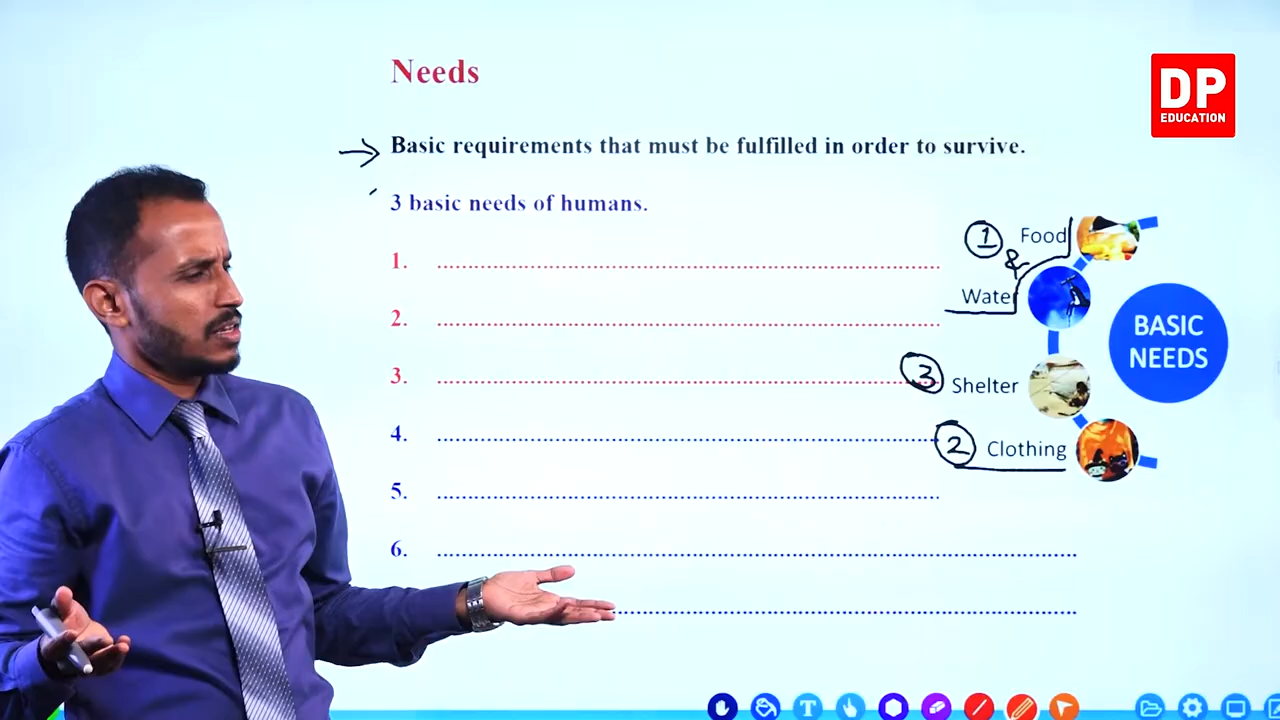 Needs
DP
EDUCATION
Basic requirements that must be fulfilled in order to survive.
3 basic needs of humans.
1 Food
1. ........................................
&
Water
2. ........................................
BASIC
NEEDS
3. ........................................
3 Shelter
4. ........................................
2 Clothing
5. ........................................
6. ........................................